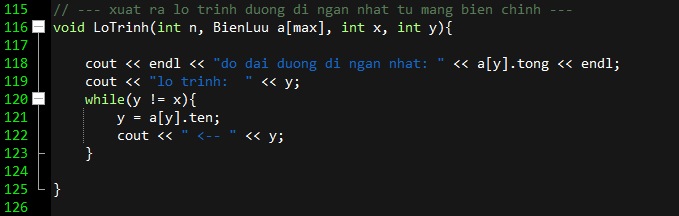 115 // --- xuat ra lo trinh duong di ngan nhat tu mang bien chinh ---
116 void LoTrinh(int n, BienLuu a[max], int x, int y){
117
118 cout << endl << "do dai duong di ngan nhat: " << a[y].tong << endl;
119 cout << "lo trinh:  " << y;
120 while(y != x){
121 y = a[y].ten;
122 cout << " <-- " << y;
123 }
124
125 }
126